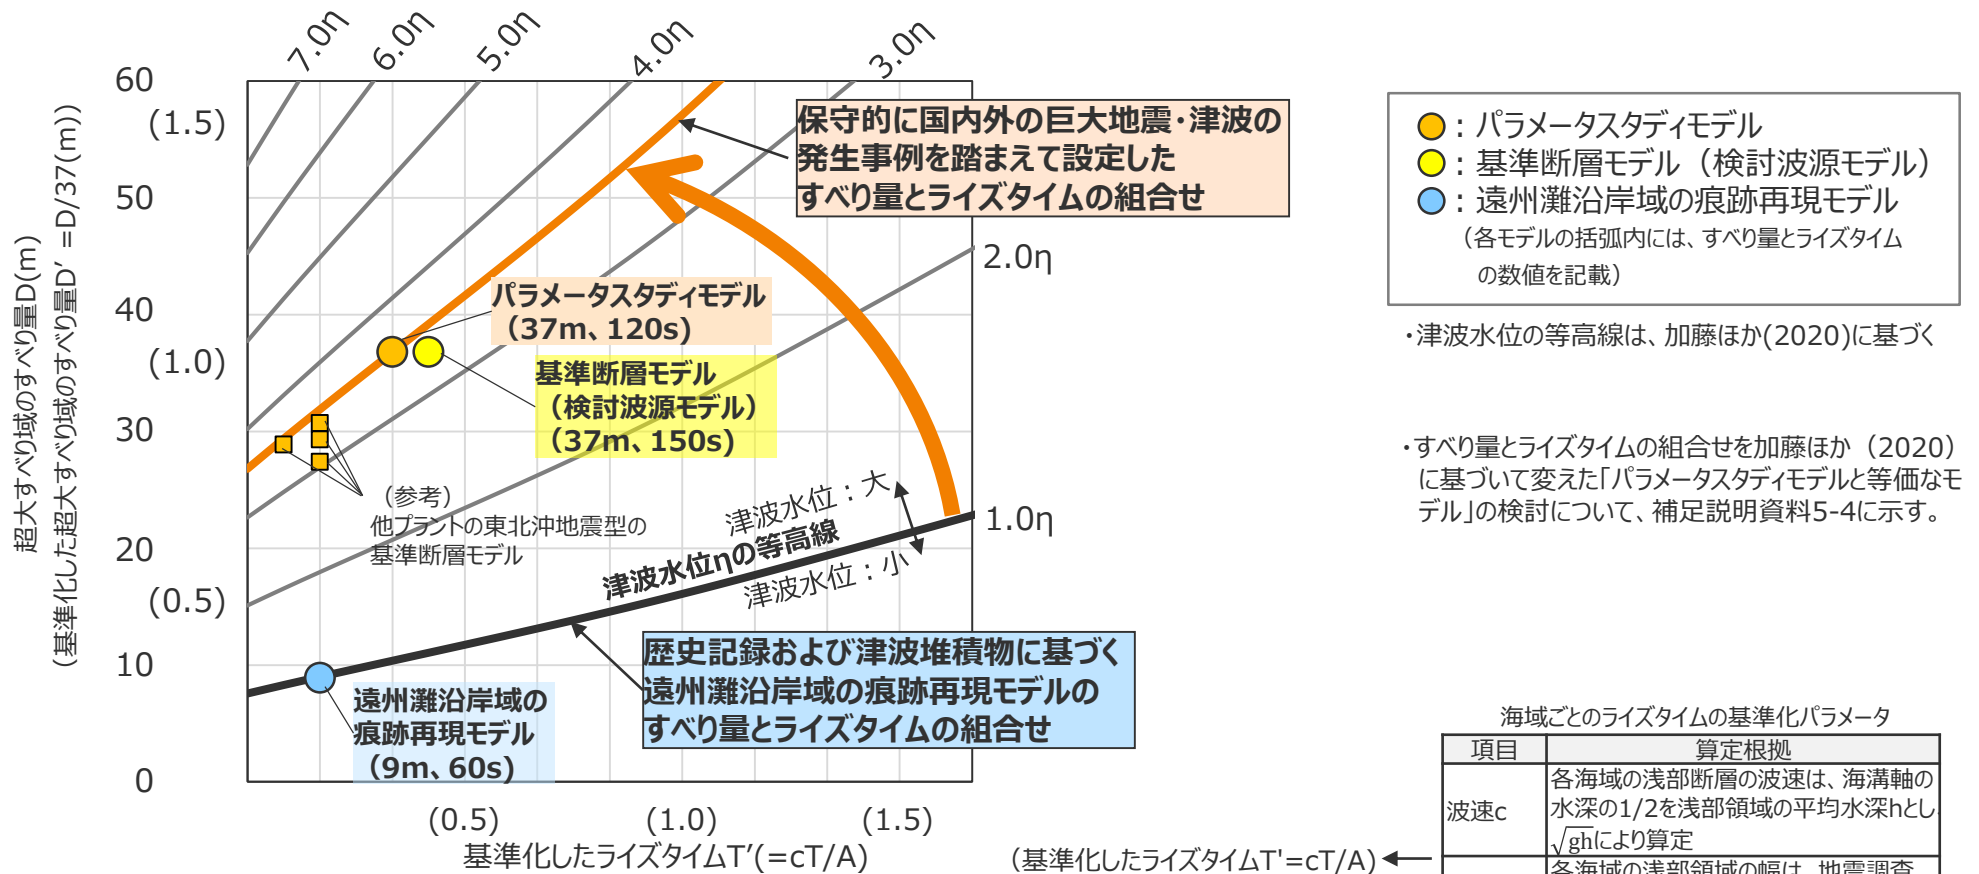 7.0η
6.0η
5.0η
4.0η
3.0η
2.0η
1.0η
60
(1.5)
50
40
(1.0)
30
20
(0.5)
10
0
超大すべり域のすべり量D(m)
(基準化した超大すべり域のすべり量D’ =D/37(m))
保守的に国内外の巨大地震・津波の
発生事例を踏まえて設定した
すべり量とライズタイムの組合せ
パラメータスタディモデル
（37m、120s)
基準断層モデル
（検討波源モデル）
（37m、150s)
（参考）
他プラントの東北沖地震型の
基準断層モデル
津波水位：大
津波水位ηの等高線
津波水位：小
歴史記録および津波堆積物に基づく
遠州灘沿岸域の痕跡再現モデルの
すべり量とライズタイムの組合せ
遠州灘沿岸域の
痕跡再現モデル
（9m、60s)
(0.5)
(1.0)
(1.5)
基準化したライズタイムT’(=cT/A)
（基準化したライズタイムT'=cT/A)
：パラメータスタディモデル
：基準断層モデル（検討波源モデル）
：遠州灘沿岸域の痕跡再現モデル
（各モデルの括弧内には、すべり量とライズタイム
の数値を記載）
・津波水位の等高線は、加藤ほか(2020)に基づく
・すべり量とライズタイムの組合せを加藤ほか（2020）
に基づいて変えた「パラメータスタディモデルと等価なモ
デル」の検討について、補足説明資料5-4に示す。
海域ごとのライズタイムの基準化パラメータ
項目
算定根拠
波速c
各海域の浅部断層の波速は、海溝軸の
水深の1/2を浅部領域の平均水深hとし
√ghにより算定
各海域の浅部領域の幅は、地震調査